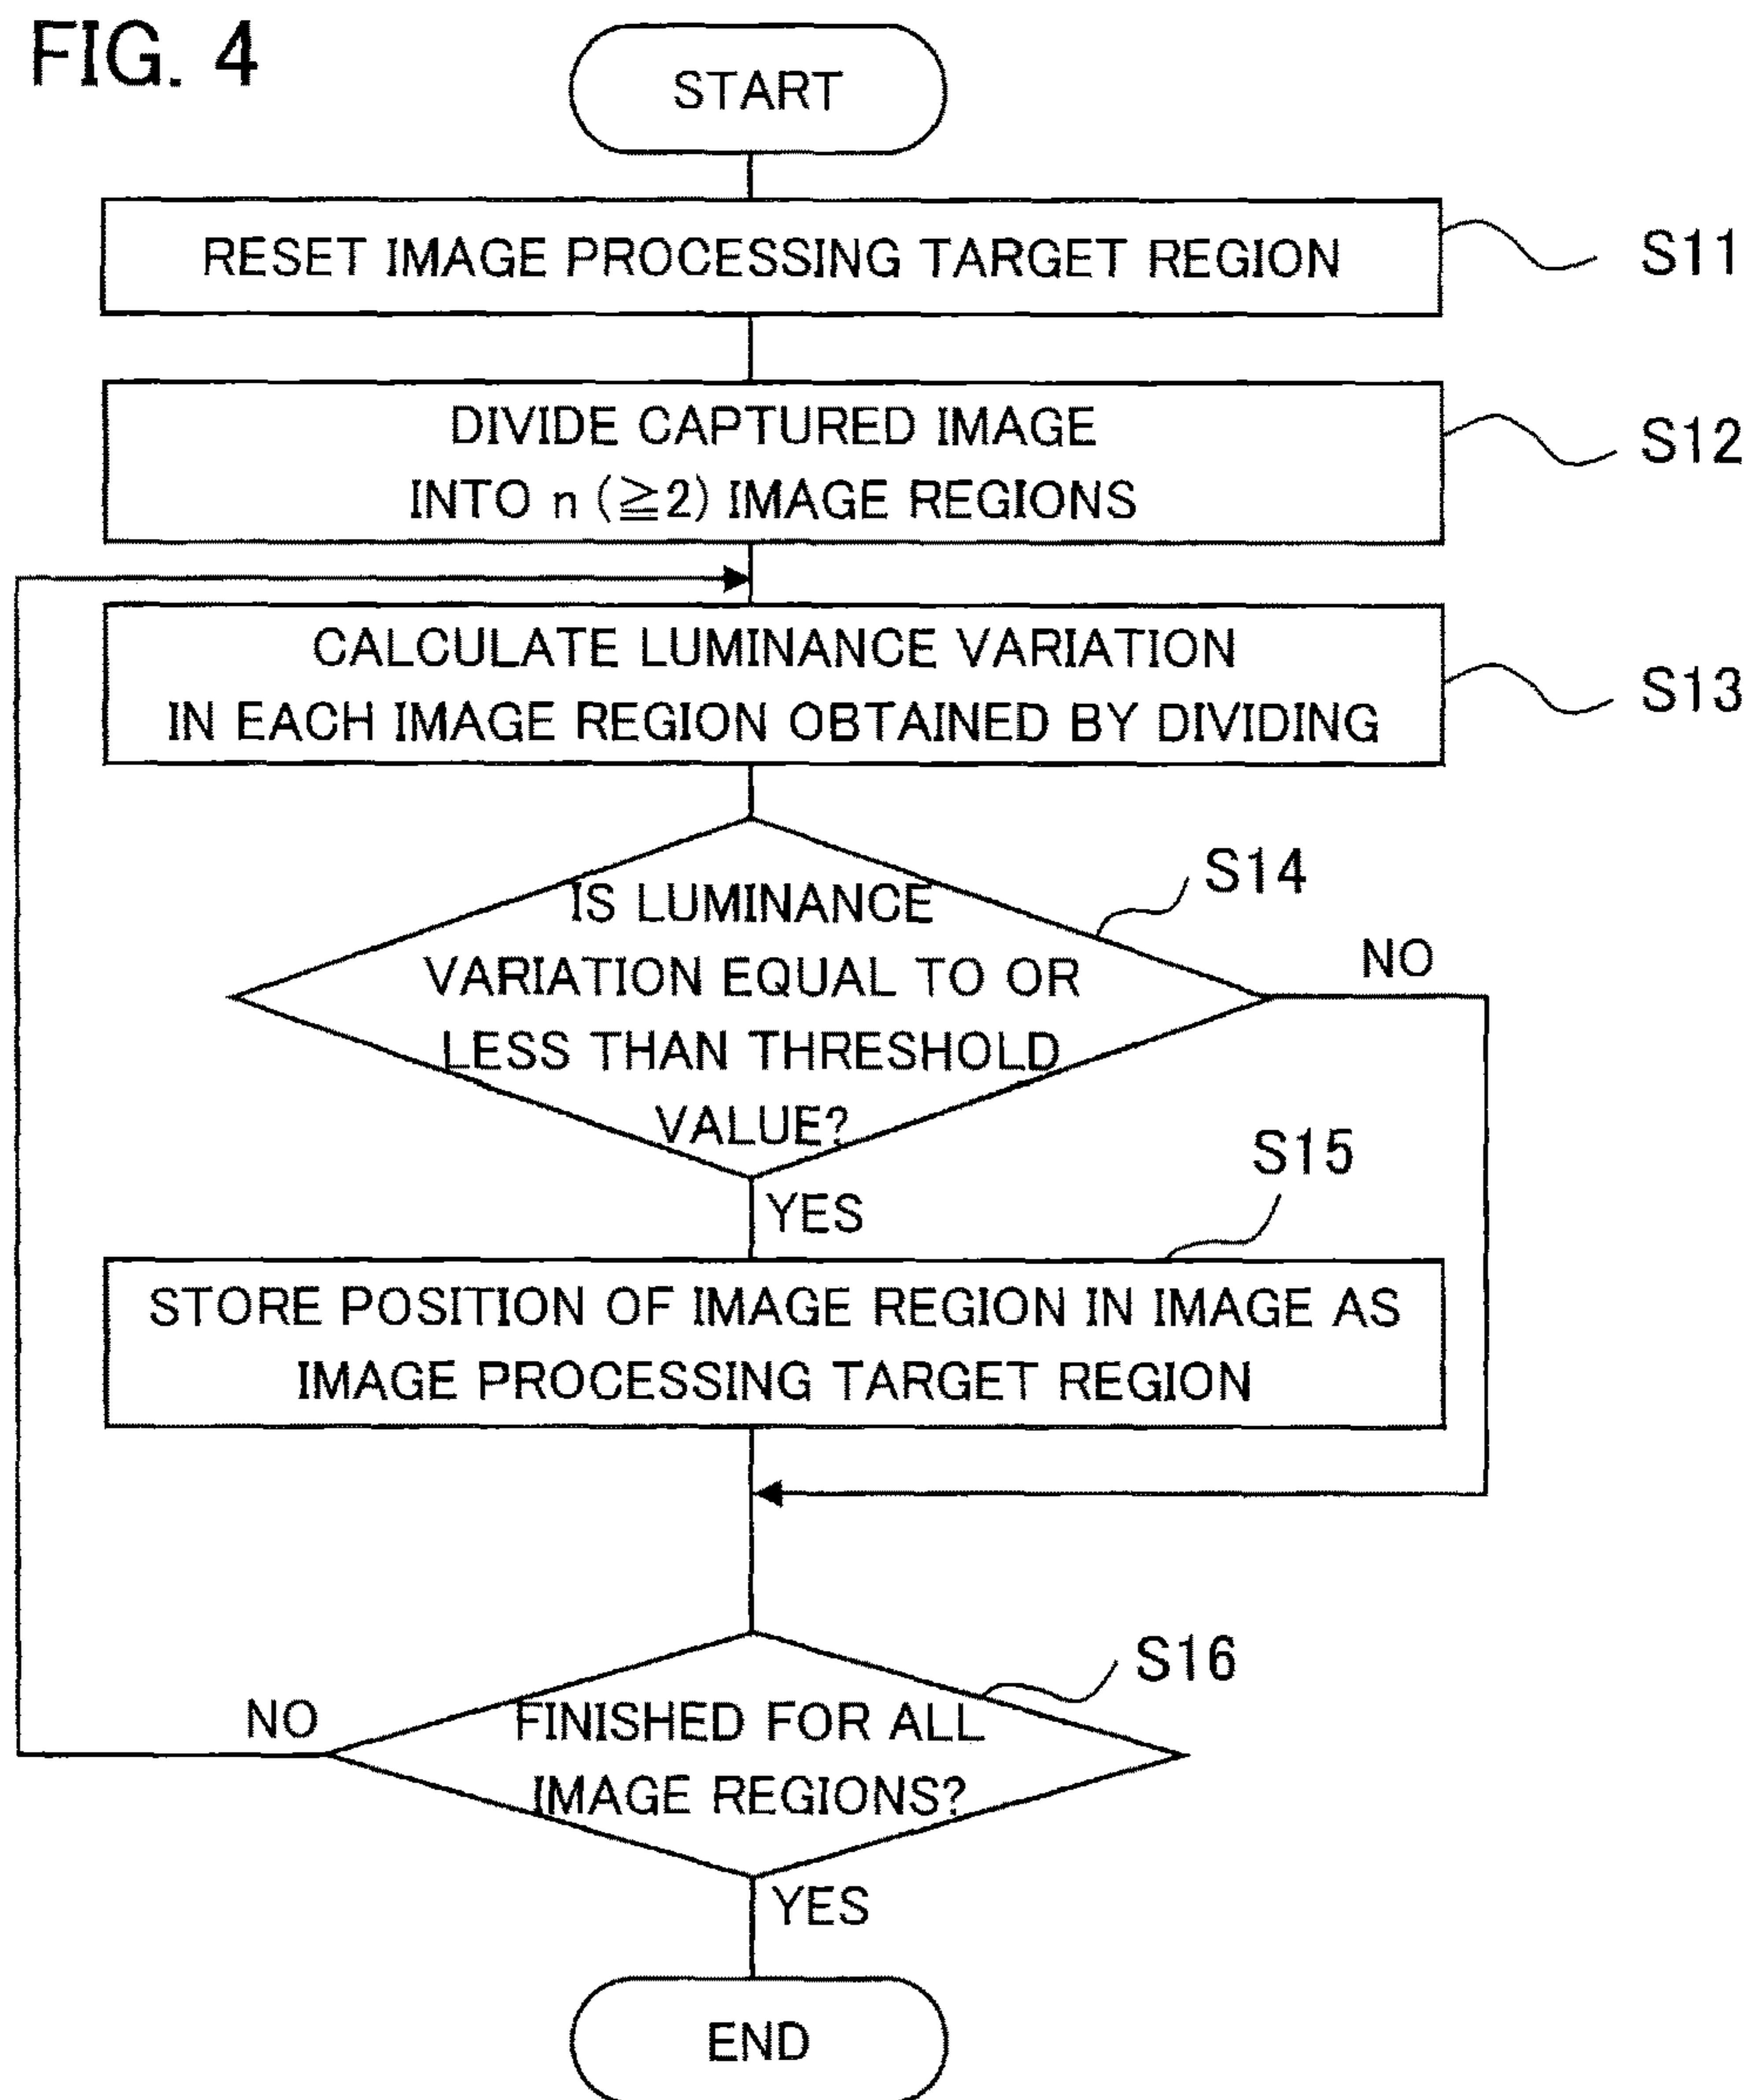 FIG. 4
START
RESET IMAGE PROCESSING TARGET REGION
S11
DIVIDE CAPTURED IMAGE
INTO n (≧2) IMAGE REGIONS
S12
CALCULATE LUMINANCE VARIATION
IN EACH IMAGE REGION OBTAINED BY DIVIDING
S13
IS LUMINANCE
VARIATION EQUAL TO OR
LESS THAN THRESHOLD
VALUE?
S14
NO
YES
S15
STORE POSITION OF IMAGE REGION IN IMAGE AS
IMAGE PROCESSING TARGET REGION
S16
FINISHED FOR ALL
IMAGE REGIONS?
NO
YES
END